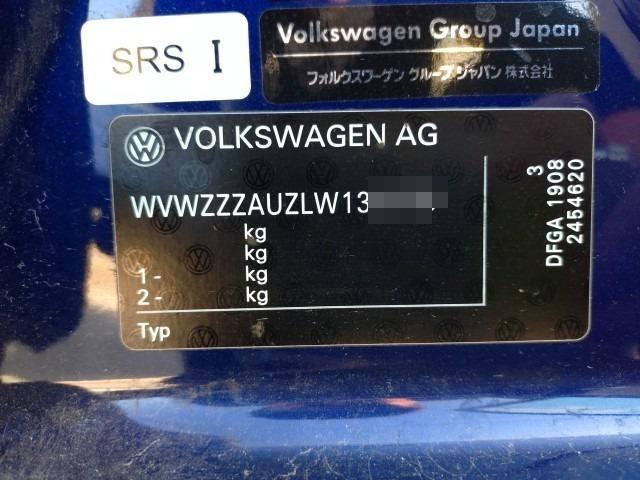 SRS I
Volkswagen Group Japan
フォルクスワーゲン グループ ジャパン 株式会社
VOLKSWAGEN AG
WVWZZZAUZLW13
kg
kg
1 - kg
2 - kg
Typ
3
DFGA 1908
2454620